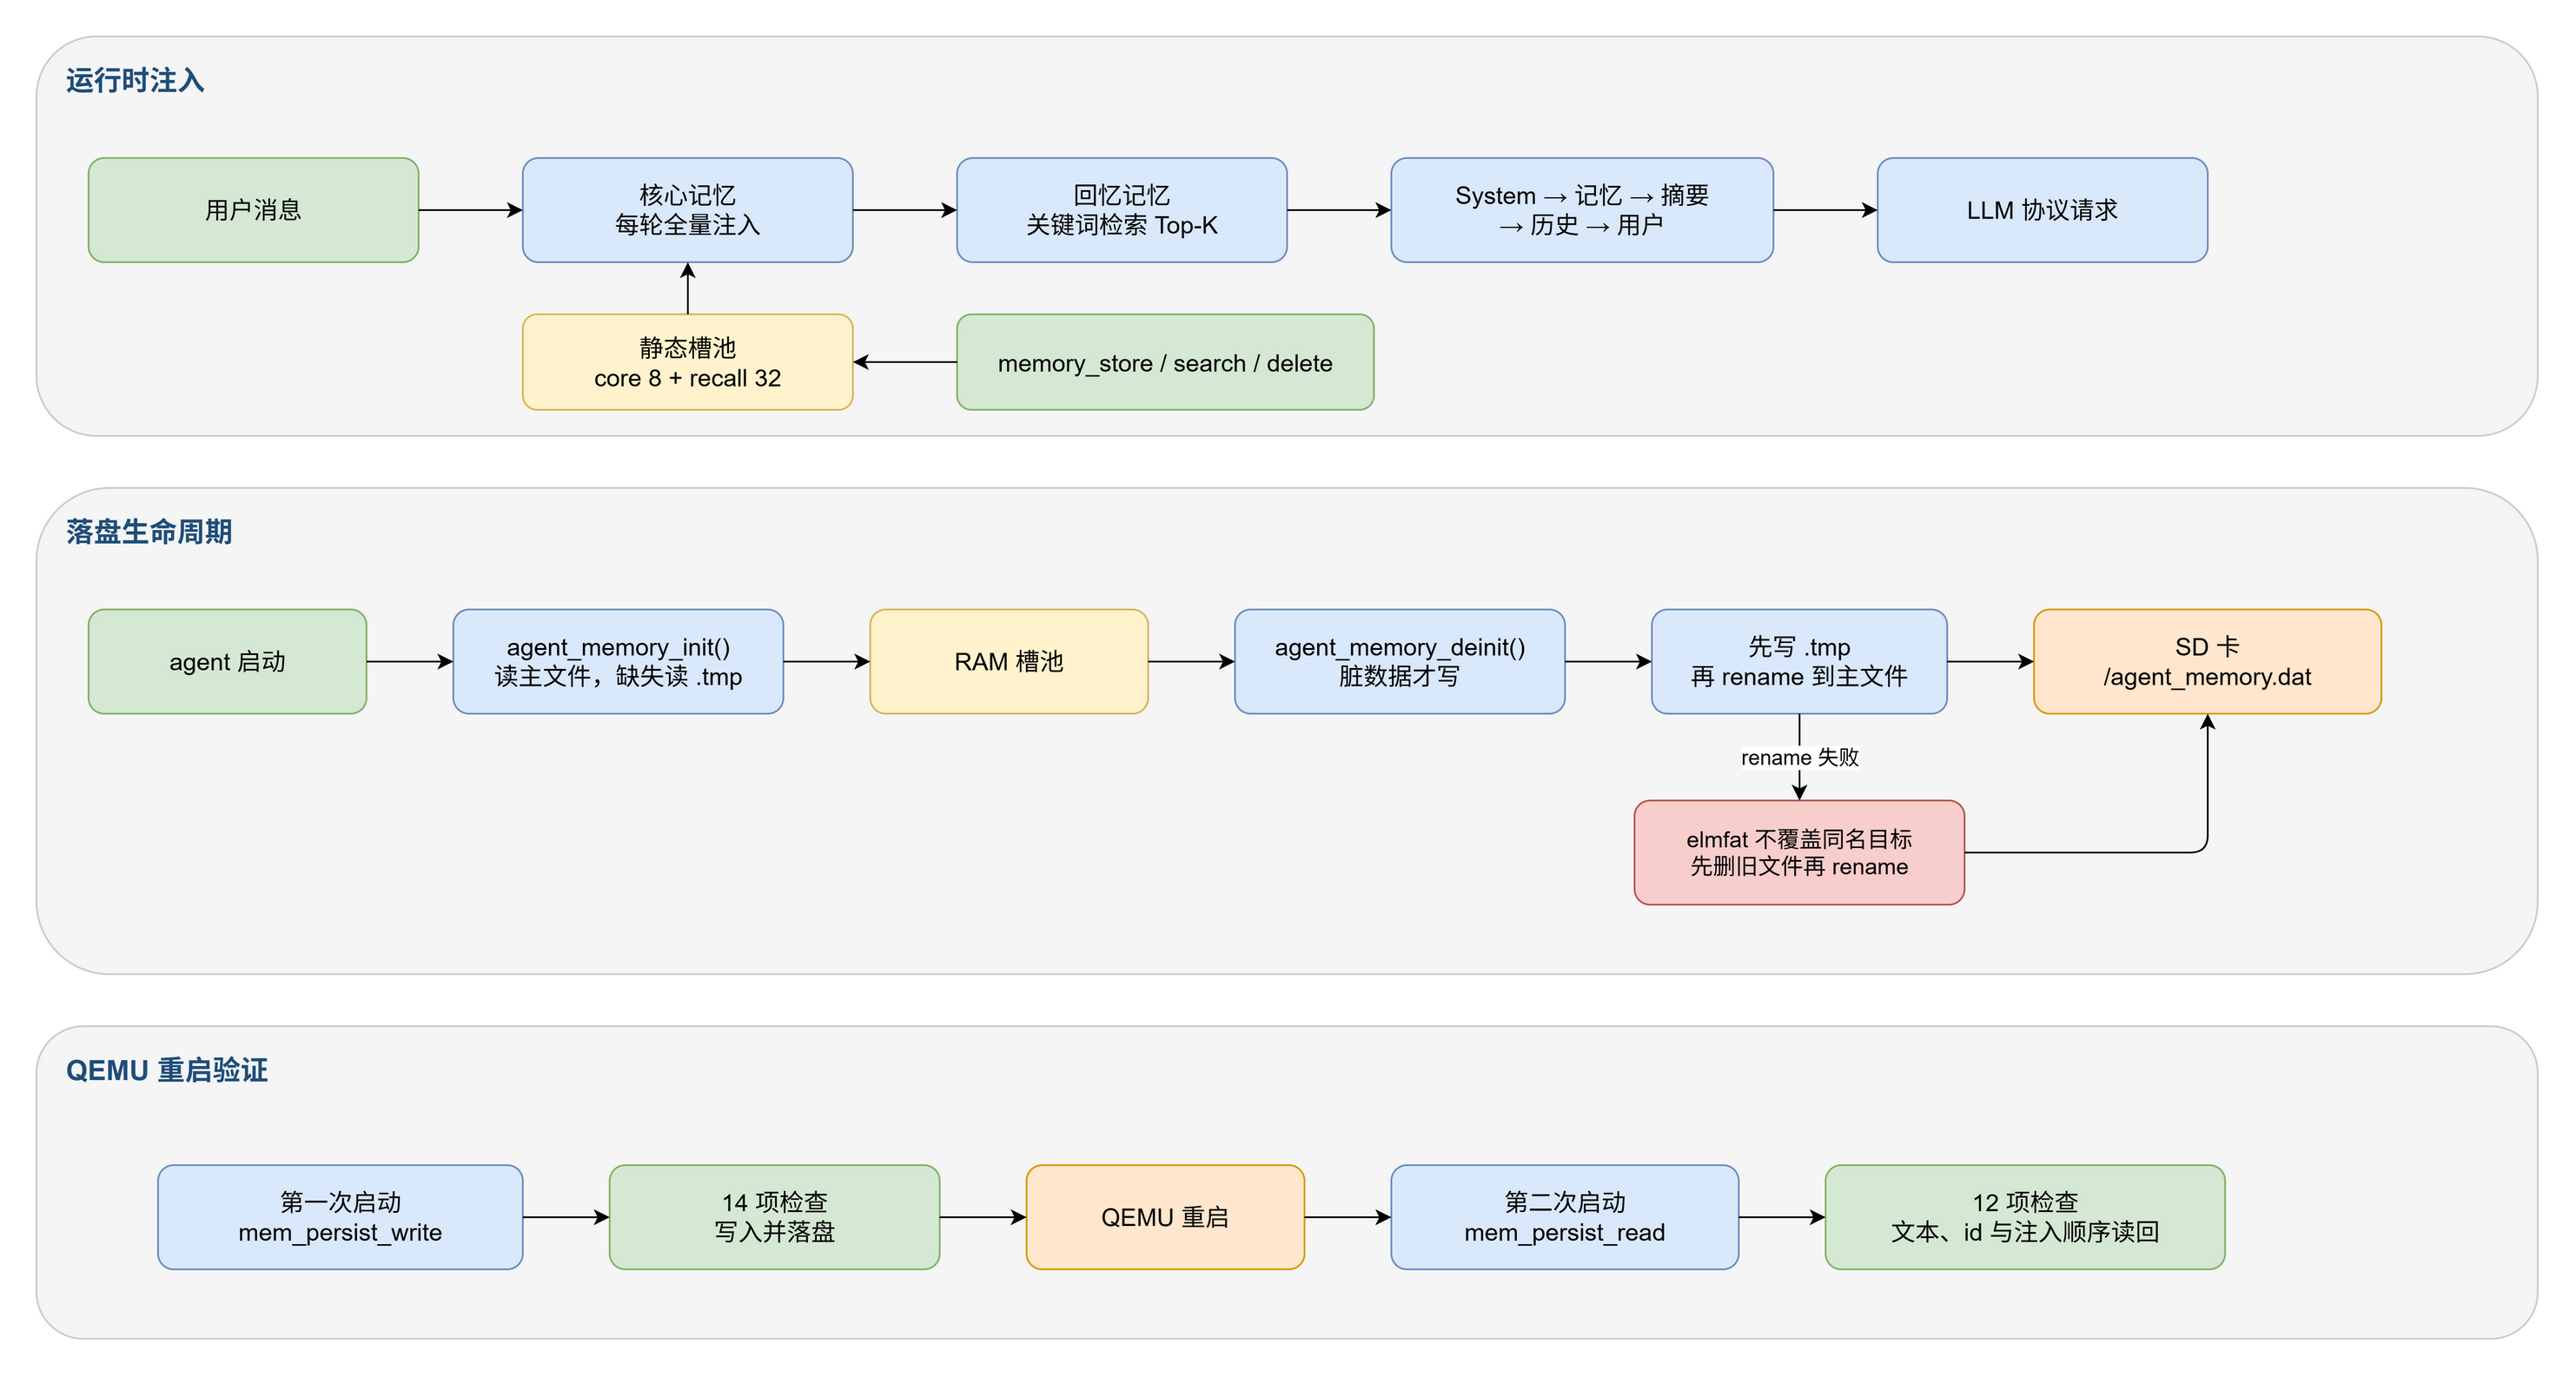 运行时注入
用户消息
核心记忆
每轮全量注入
回忆记忆
关键词检索 Top-K
System → 记忆 → 摘要
→ 历史 → 用户
LLM 协议请求
静态槽池
core 8 + recall 32
memory_store / search / delete
落盘生命周期
agent 启动
agent_memory_init()
读主文件，缺失读 .tmp
RAM 槽池
agent_memory_deinit()
脏数据才写
先写 .tmp
再 rename 到主文件
SD 卡
/agent_memory.dat
rename 失败
elmfat 不覆盖同名目标
先删旧文件再 rename
QEMU 重启验证
第一次启动
mem_persist_write
14 项检查
写入并落盘
QEMU 重启
第二次启动
mem_persist_read
12 项检查
文本、id 与注入顺序读回